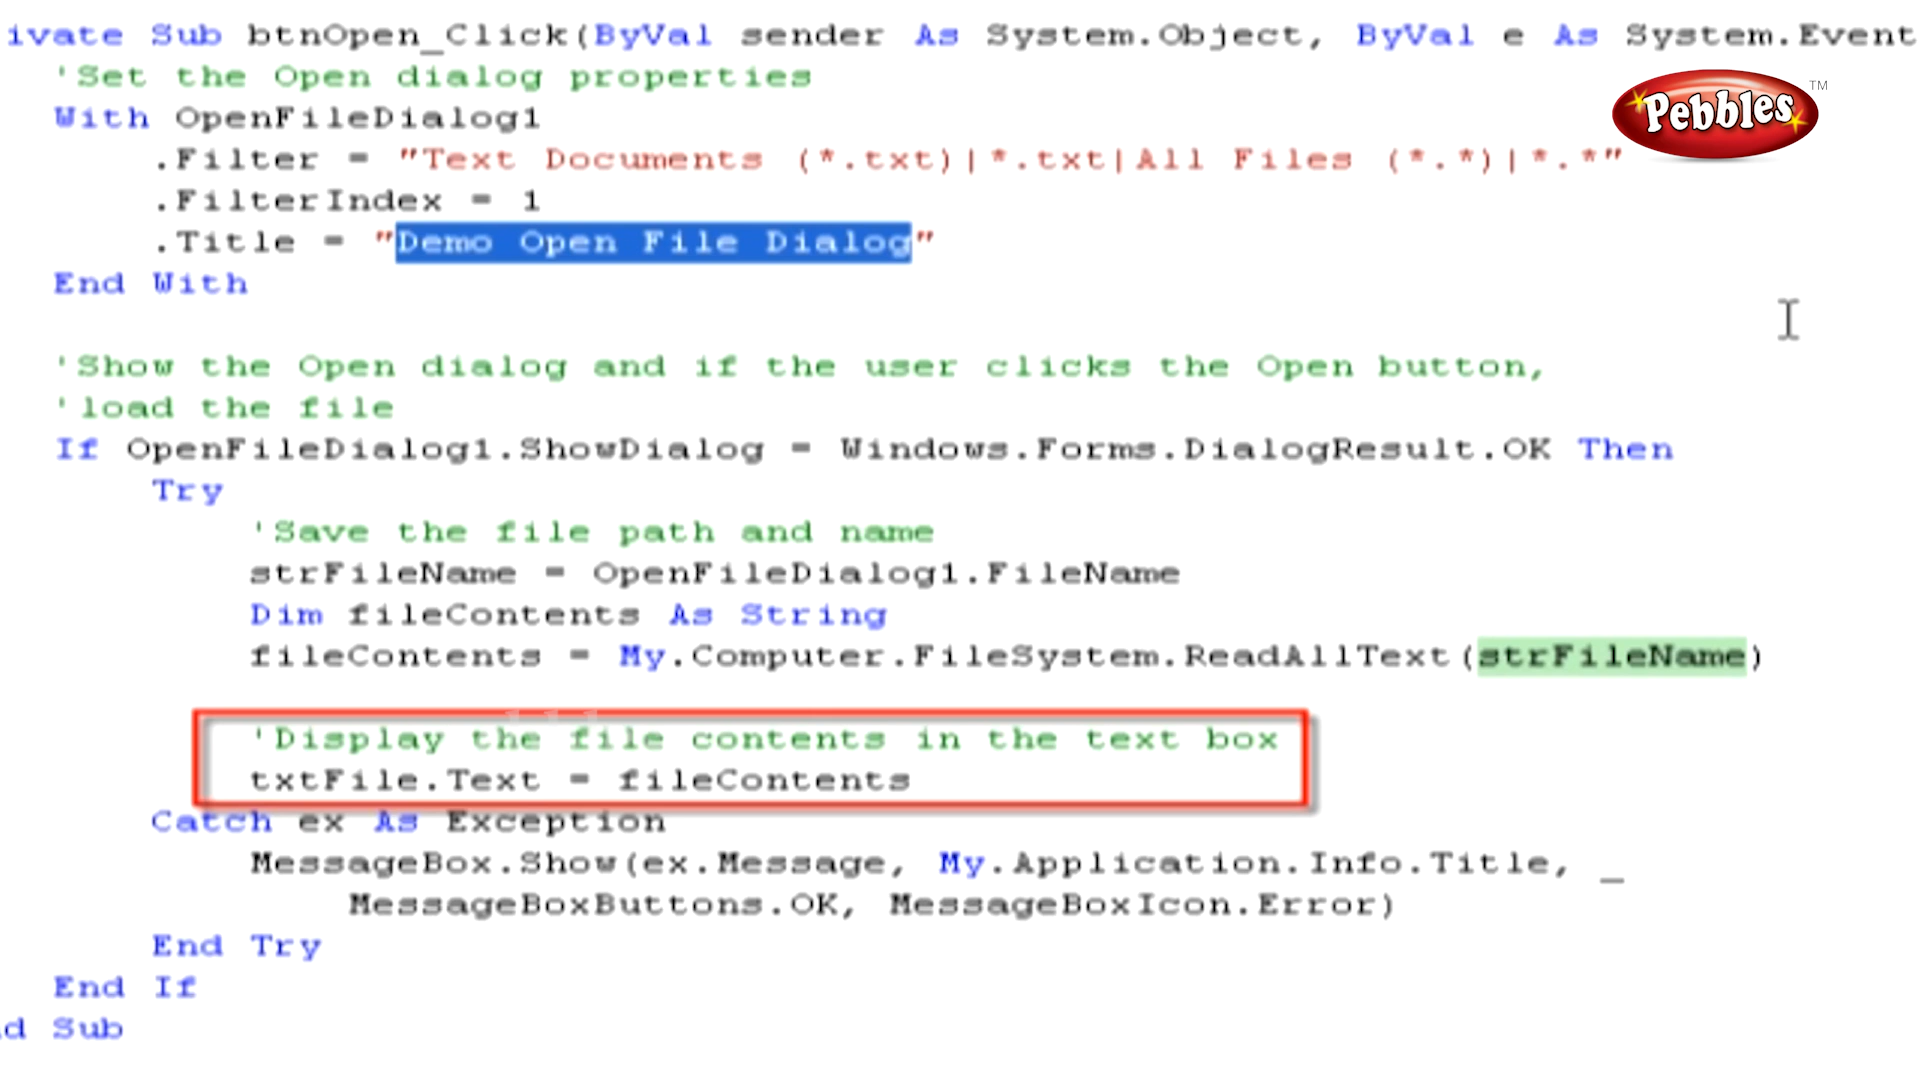 ivate Sub btnOpen_Click(ByVal sender As System.Object, ByVal e As System.Event
'Set the Open dialog properties
With OpenFileDialog1
.Filter = "Text Documents (*.txt)|*.txt|All Files (*.*)|*.*"
.FilterIndex = 1
.Title = "Demo Open File Dialog"
End With
'Show the Open dialog and if the user clicks the Open button,
'load the file
If OpenFileDialog1.ShowDialog = Windows.Forms.DialogResult.OK Then
Try
'Save the file path and name
strFileName = OpenFileDialog1.FileName
Dim fileContents As String
fileContents = My.Computer.FileSystem.ReadAllText(strFileName)
'Display the file contents in the text box
txtFile.Text = fileContents
Catch ex As Exception
MessageBox.Show(ex.Message, My.Application.Info.Title, _
MessageBoxButtons.OK, MessageBoxIcon.Error)
End Try
End If
d Sub
Pebbles TM